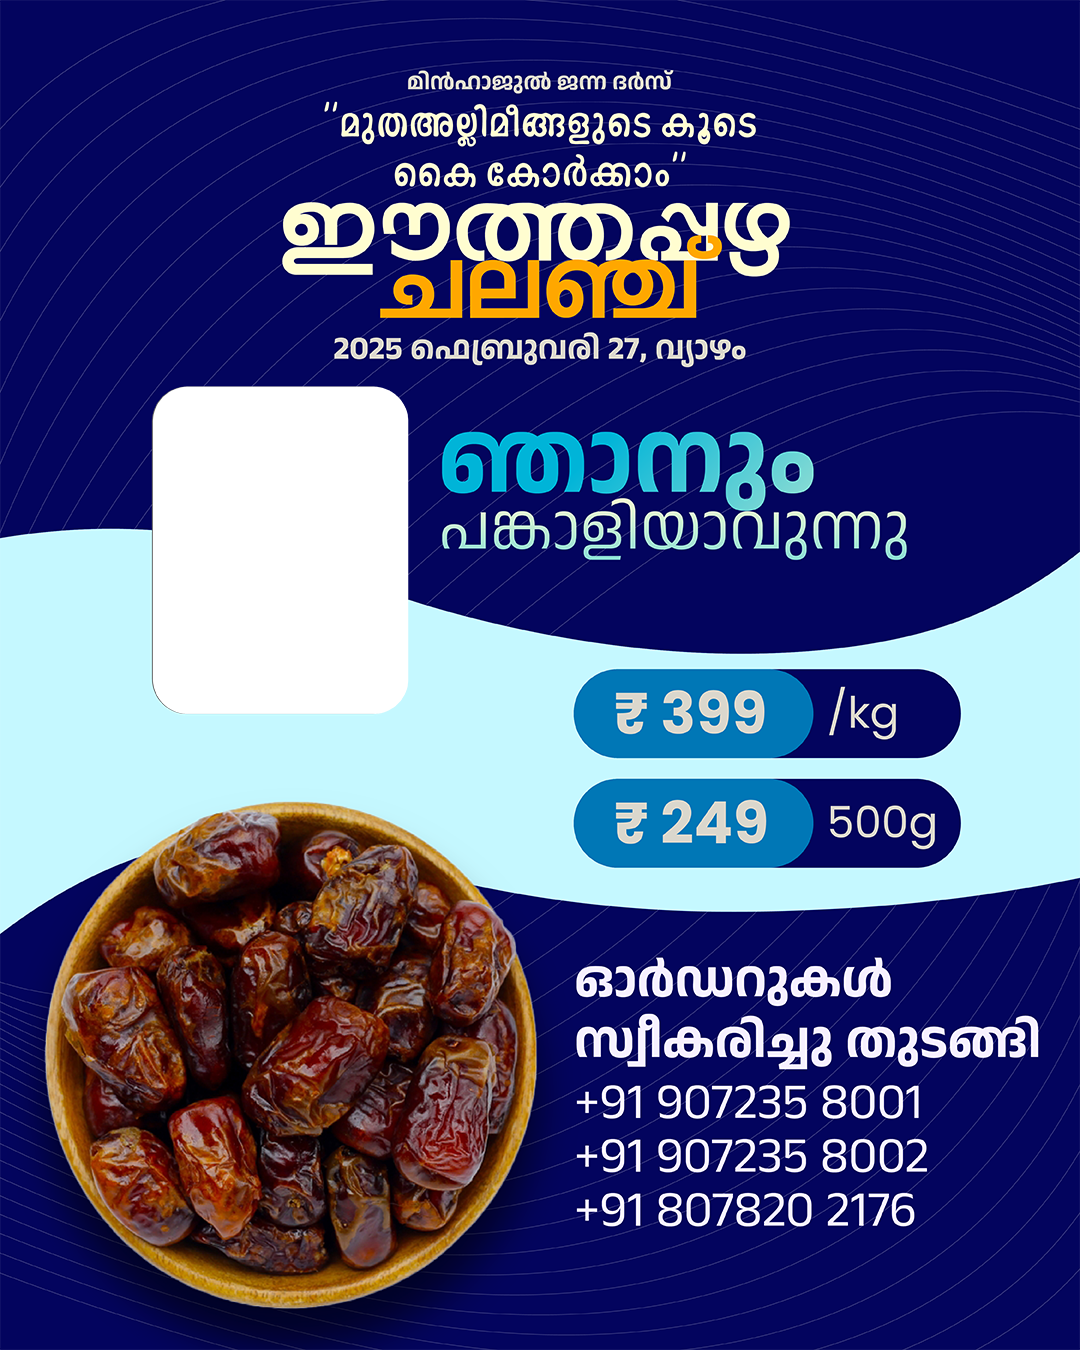 മിൻഹാജുൽ ജന്ന ദർസ്
"മുതഅല്ലിമീങ്ങളുടെ കൂടെ
കൈ കോർക്കാം"
ഈത്തപ്പഴ
ചലഞ്ച്
2025 ഫെബ്രുവരി 27, വ്യാഴം
ഞാനും
പങ്കാളിയാവുന്നു
₹ 399 /kg
₹ 249 500g
ഓർഡറുകൾ
സ്വീകരിച്ചു തുടങ്ങി
+91 907235 8001
+91 907235 8002
+91 807820 2176